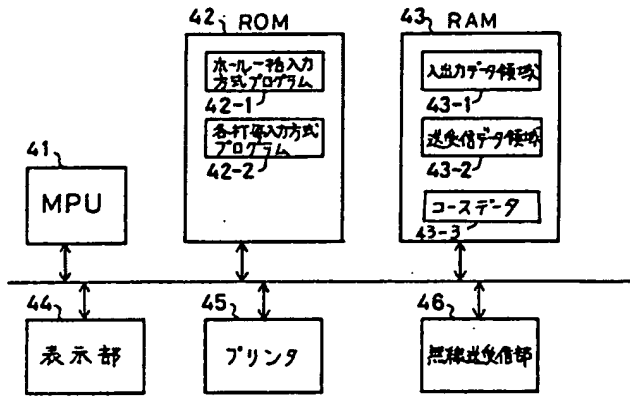 42
ROM
ホール一括入力
方式プログラム
42-1
各打毎入力方式
プログラム
42-2
43
RAM
入出力データ領域
43-1
送受信データ領域
43-2
コースデータ
43-3
41
MPU
44
表示部
45
プリンタ
46
無線送受信部